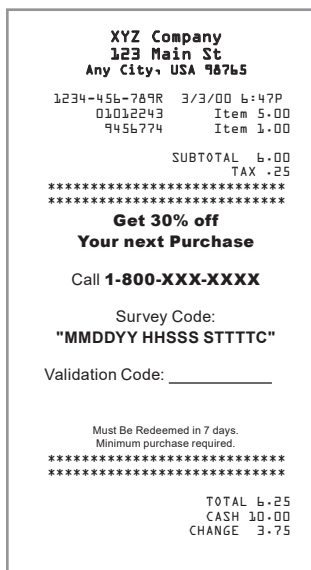 XYZ Company
123 Main St
Any City, USA 98765
1234-456-789R 3/3/00 6:47P
01012243 Item 5.00
9456774 Item 1.00
SUBTOTAL 6.00
TAX .25
****************************
****************************
Get 30% off
Your next Purchase
Call 1-800-XXX-XXXX
Survey Code:
"MMDDYY HHSSS STTTTC"
Validation Code: ____________
Must Be Redeemed in 7 days.
Minimum purchase required.
****************************
****************************
TOTAL 6.25
CASH 10.00
CHANGE 3.75